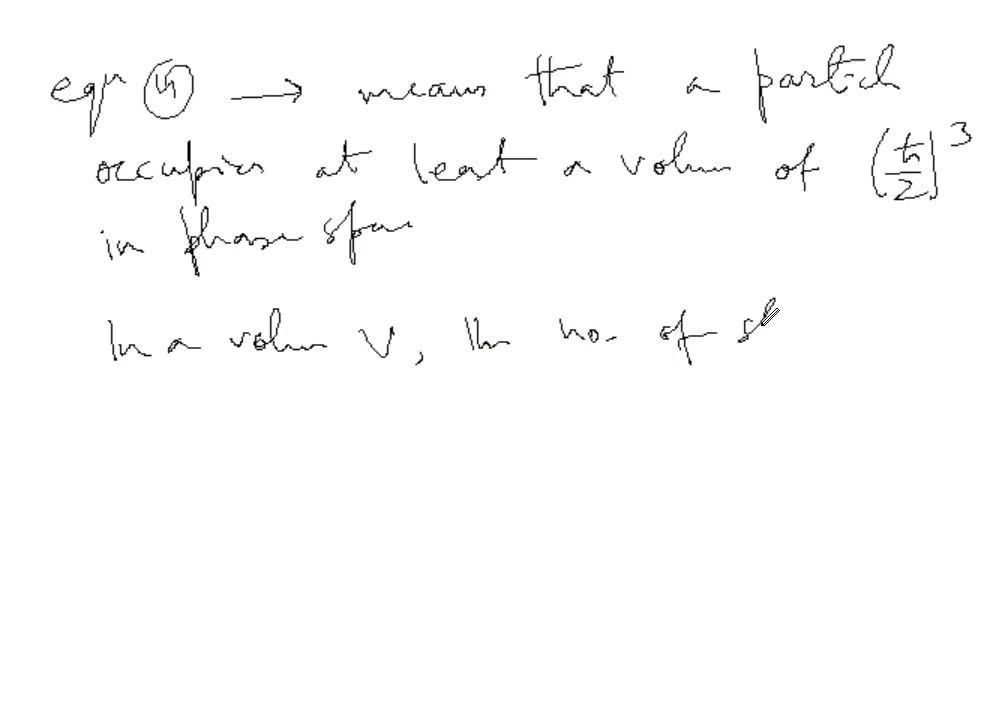 eqn (4) → means that a particle
occupies at least a volume of (ħ/2)^3
in phase space
In a volume V, the no. of